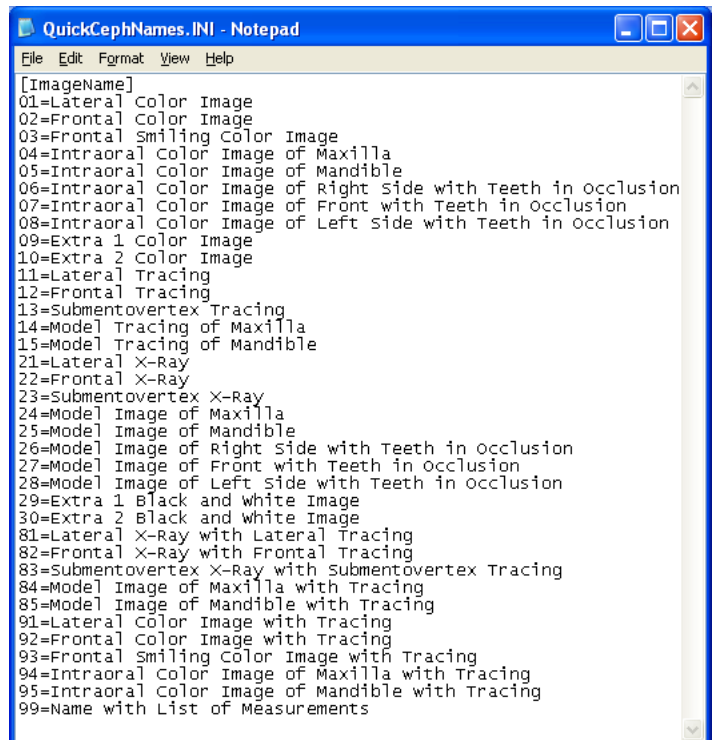 QuickCephNames.INI - Notepad
File Edit Format View Help
[ImageName]
01=Lateral Color Image
02=Frontal Color Image
03=Frontal Smiling Color Image
04=Intraoral Color Image of Maxilla
05=Intraoral Color Image of Mandible
06=Intraoral Color Image of Right Side with Teeth in Occlusion
07=Intraoral Color Image of Front with Teeth in Occlusion
08=Intraoral Color Image of Left Side with Teeth in Occlusion
09=Extra 1 Color Image
10=Extra 2 Color Image
11=Lateral Tracing
12=Frontal Tracing
13=Submentovertex Tracing
14=Model Tracing of Maxilla
15=Model Tracing of Mandible
21=Lateral X-Ray
22=Frontal X-Ray
23=Submentovertex X-Ray
24=Model Image of Maxilla
25=Model Image of Mandible
26=Model Image of Right Side with Teeth in Occlusion
27=Model Image of Front with Teeth in Occlusion
28=Model Image of Left Side with Teeth in Occlusion
29=Extra 1 Black and White Image
30=Extra 2 Black and White Image
81=Lateral X-Ray with Lateral Tracing
82=Frontal X-Ray with Frontal Tracing
83=Submentovertex X-Ray with Submentovertex Tracing
84=Model Image of Maxilla with Tracing
85=Model Image of Mandible with Tracing
91=Lateral Color Image with Tracing
92=Frontal Color Image with Tracing
93=Frontal Smiling Color Image with Tracing
94=Intraoral Color Image of Maxilla with Tracing
95=Intraoral Color Image of Mandible with Tracing
99=Name with List of Measurements